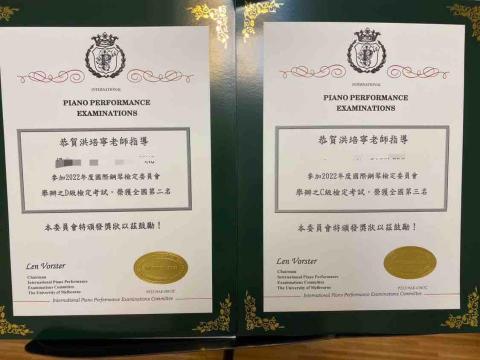 INTERNATIONAL
PIANO PERFORMANCE
EXAMINATIONS
恭賀洪培寧老師指導
參加2022年度國際鋼琴檢定委員會
舉辦之D級檢定考試,榮獲全國第二名
本委員會特頒發獎狀以茲鼓勵!
Len Vorster
Chairman
International Piano Performance
Examinations Committee
The University of Melbourne
International Piano Performance Examinations Committee
INTERNATIONAL
PIANO PERFORMANCE
EXAMINATIONS
恭賀洪培寧老師指導
參加2022年度國際鋼琴檢定委員會
舉辦之C級檢定考試,榮獲全國第三名
本委員會特頒發獎狀以茲鼓勵!
Len Vorster
Chairman
International Piano Performance
Examinations Committee
The University of Melbourne
International Piano Performance Examinations Committee